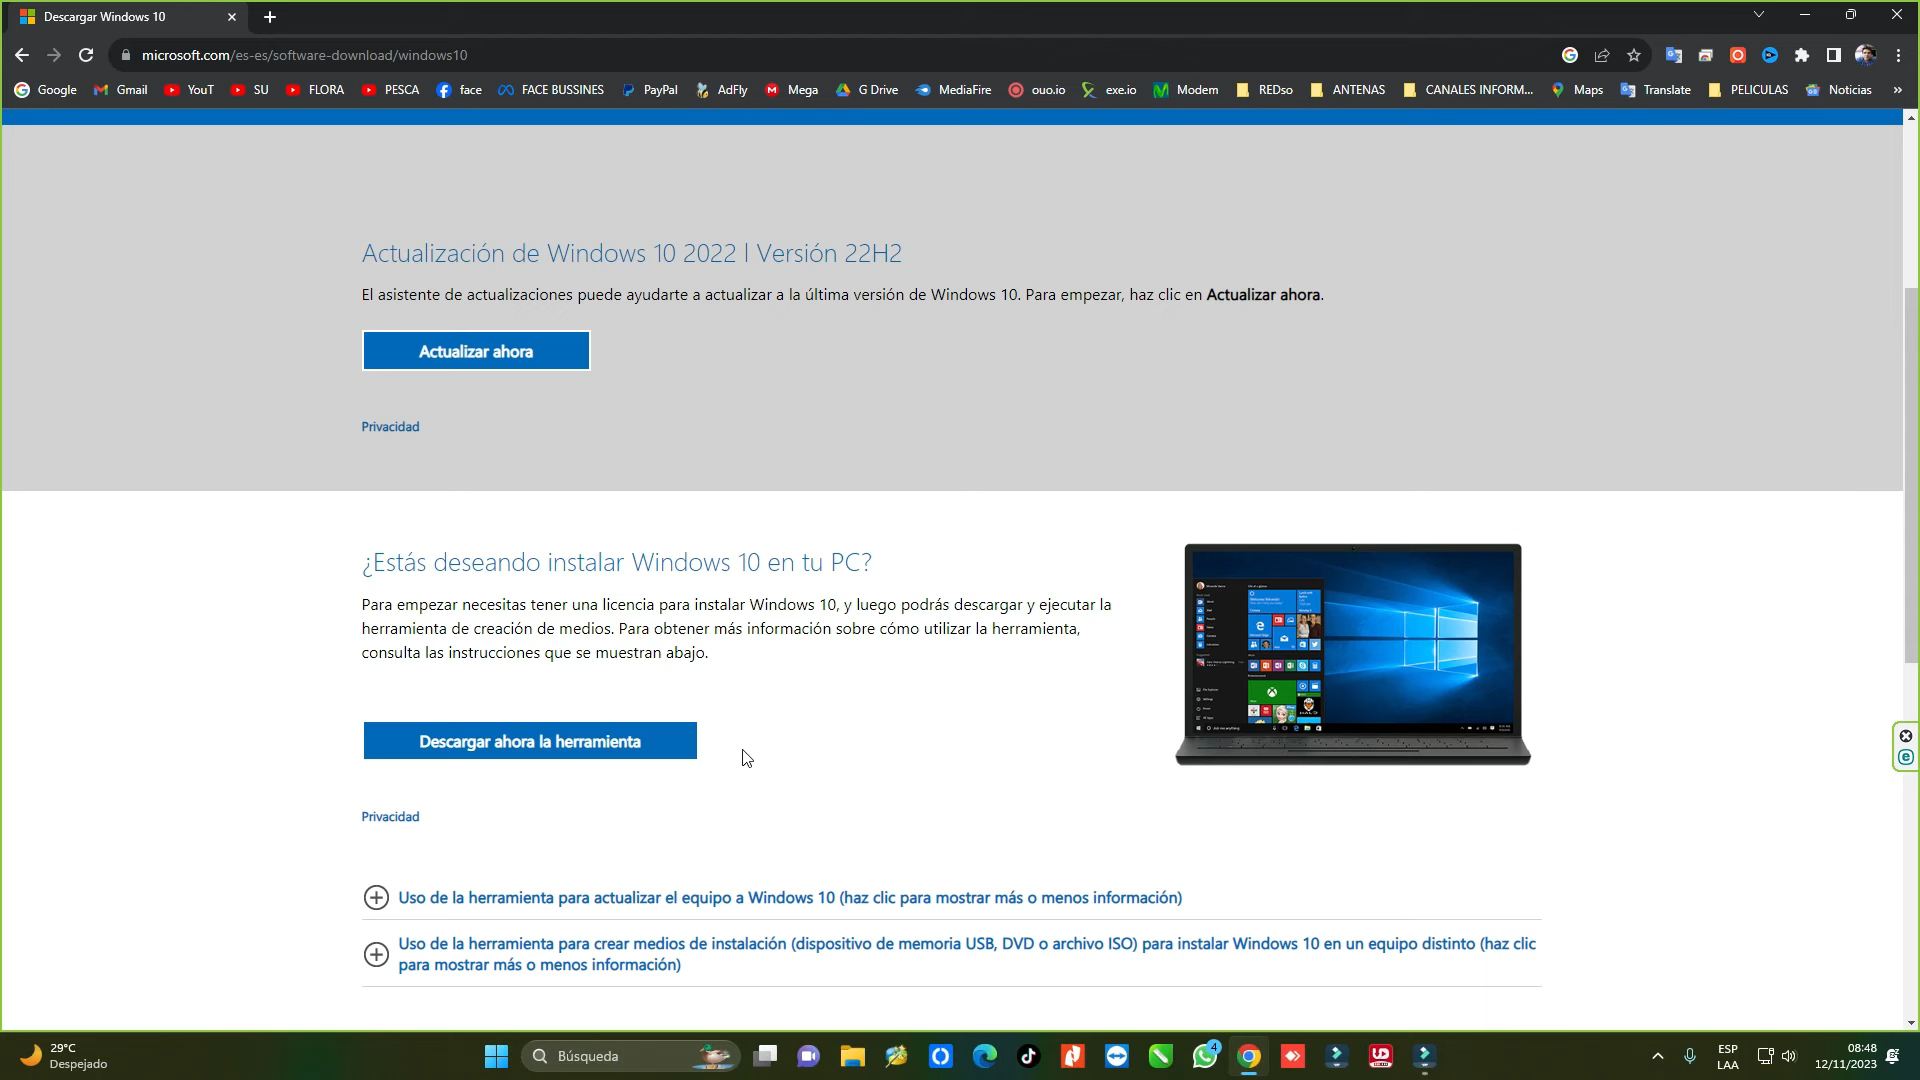 Descargar Windows 10
microsoft.com/es-es/software-download/windows10
Google Gmail YouT SU FLORA PESCA face FACE BUSSINES PayPal AdFly Mega G Drive MediaFire ouo.io exe.io Modem REDso ANTENAS CANALES INFORM... Maps Translate PELICULAS Noticias »
Actualización de Windows 10 2022 | Versión 22H2
El asistente de actualizaciones puede ayudarte a actualizar a la última versión de Windows 10. Para empezar, haz clic en Actualizar ahora.
Actualizar ahora
Privacidad
¿Estás deseando instalar Windows 10 en tu PC?
Para empezar necesitas tener una licencia para instalar Windows 10, y luego podrás descargar y ejecutar la
herramienta de creación de medios. Para obtener más información sobre cómo utilizar la herramienta,
consulta las instrucciones que se muestran abajo.
Descargar ahora la herramienta
Privacidad
Uso de la herramienta para actualizar el equipo a Windows 10 (haz clic para mostrar más o menos información)
Uso de la herramienta para crear medios de instalación (dispositivo de memoria USB, DVD o archivo ISO) para instalar Windows 10 en un equipo distinto (haz clic
para mostrar más o menos información)
29°C
Despejado
Búsqueda
4
UD
ESP
LAA
08:48
12/11/2023